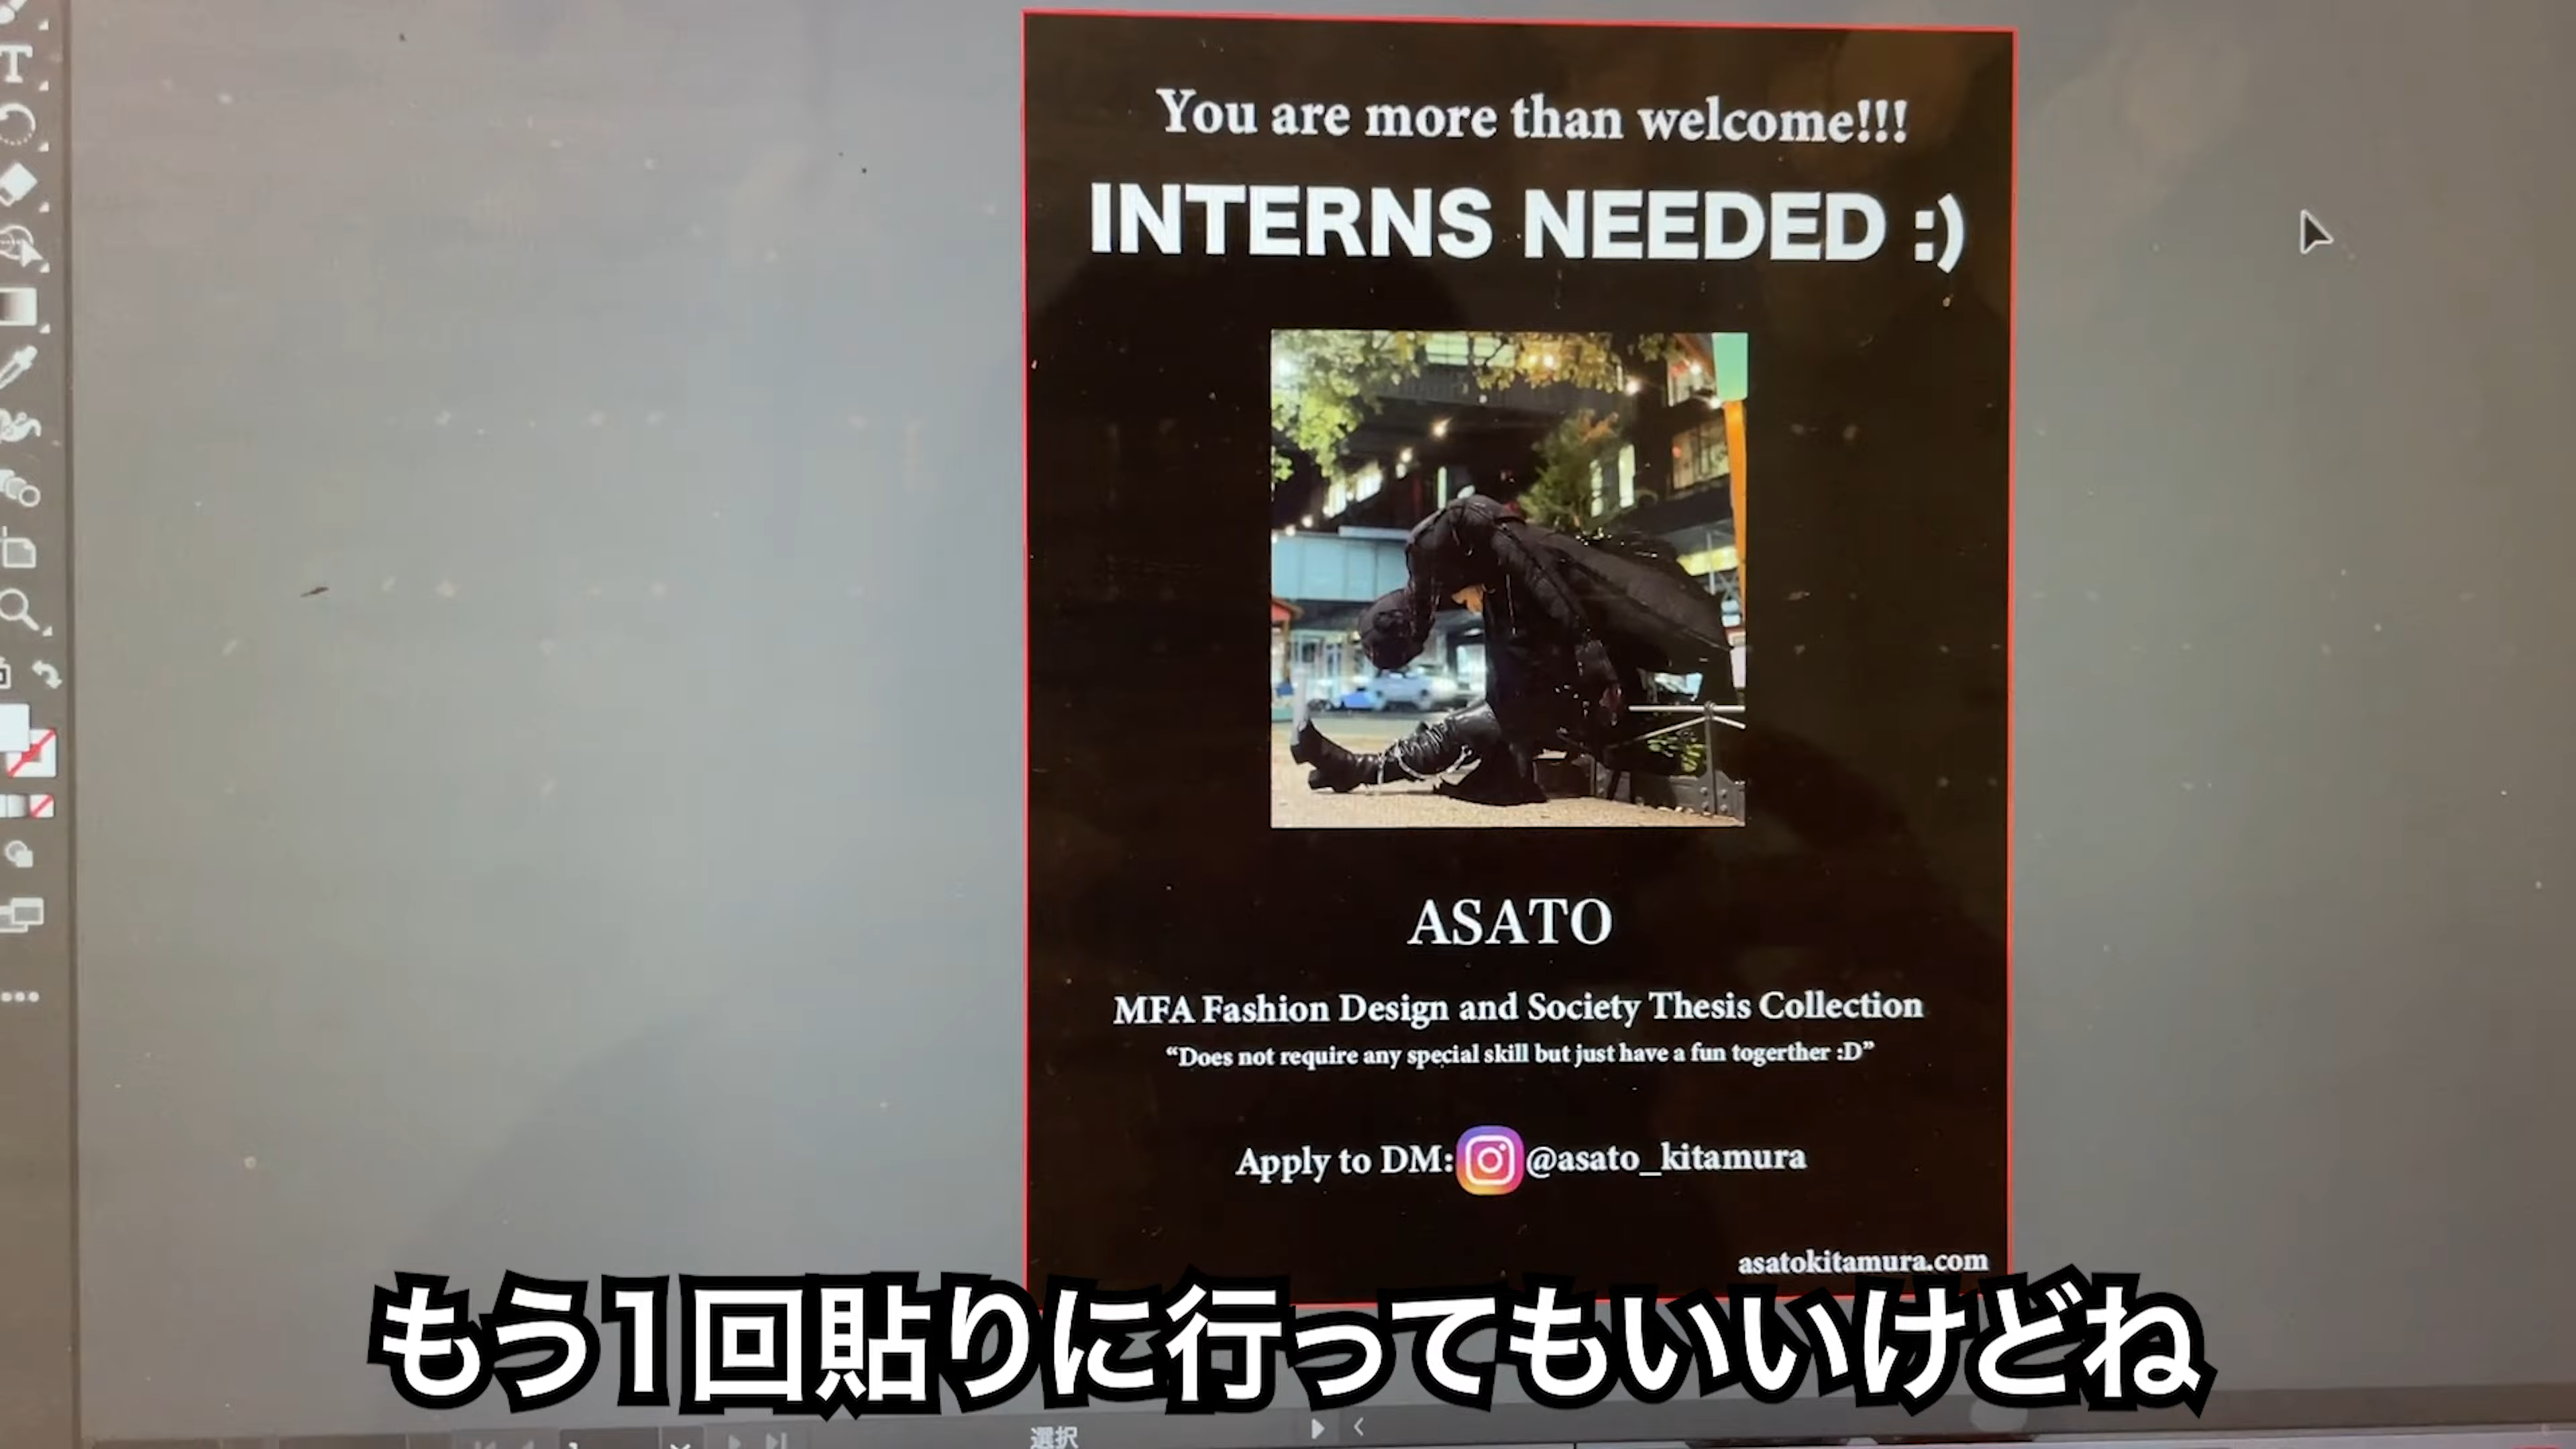 You are more than welcome!!!
INTERNS NEEDED :)
ASATO
MFA Fashion Design and Society Thesis Collection
“Does not require any special skill but just have a fun togerther :D”
Apply to DM: @asato_kitamura
asatokitamura.com
もう1回貼りに行ってもいいけどね
選択